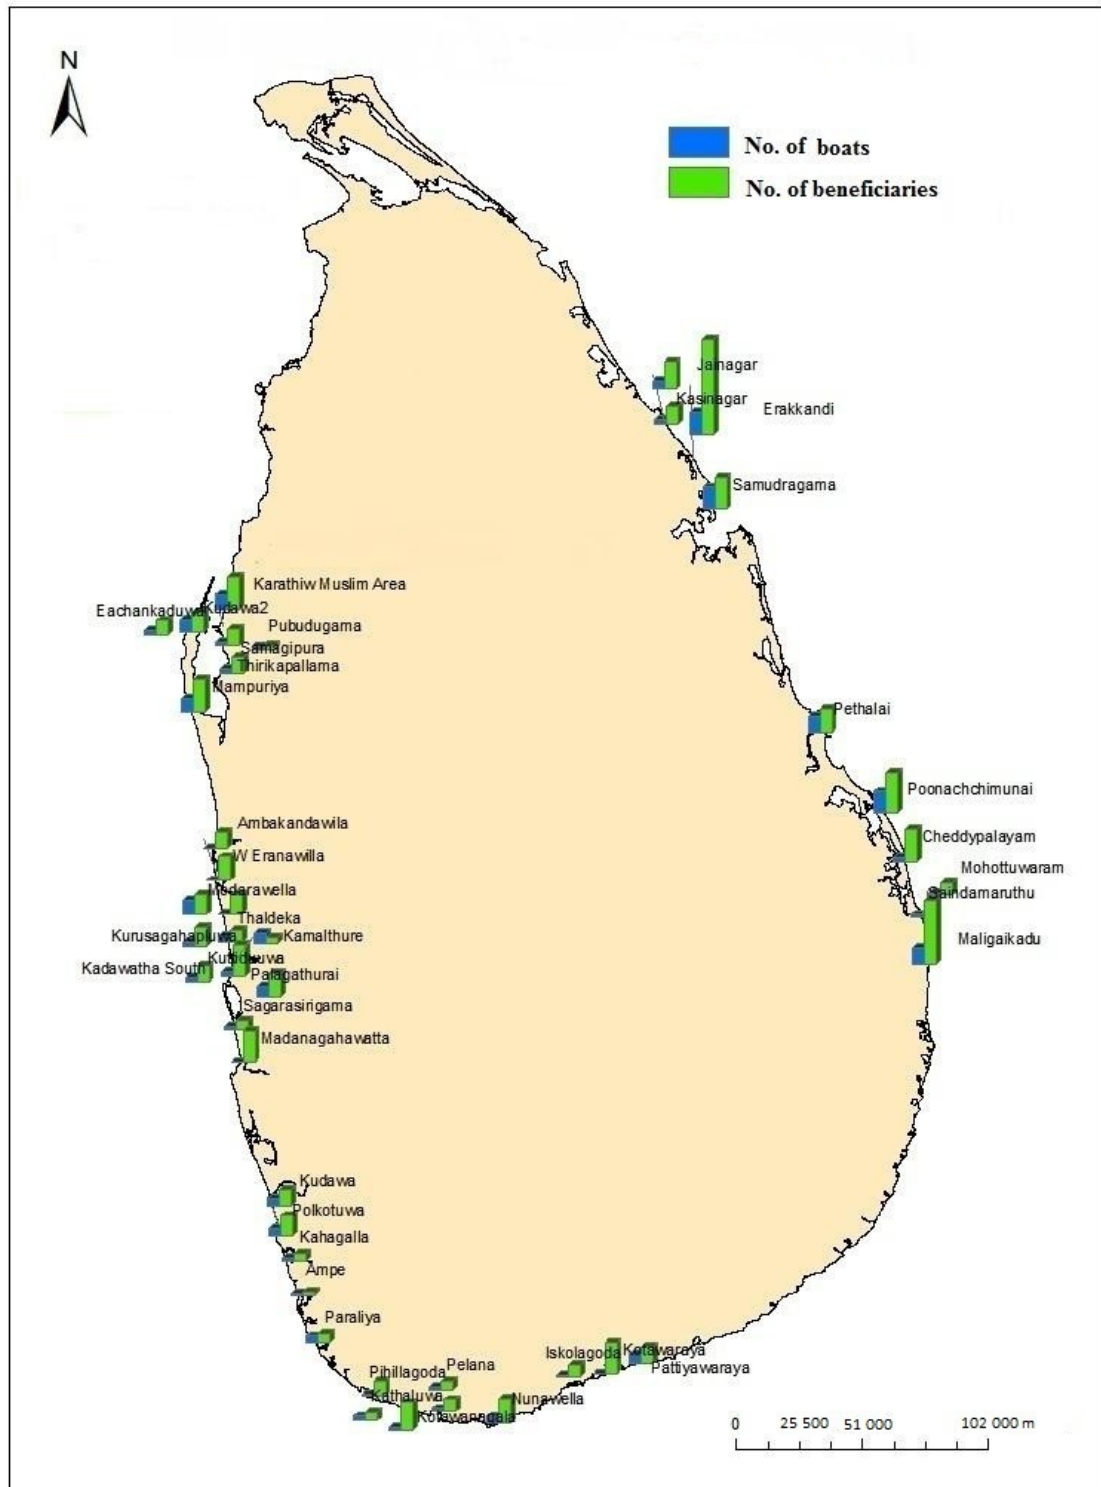 N
No. of boats
No. of beneficiaries
Jainagar
Kasinagar
Erakkandi
Samudragama
Karathiw Muslim Area
Eachankaduwa
Kudawa2
Pubudugama
Samagipura
Thirikapallama
Mampuriya
Pethalai
Poonachchimunai
Ambakandawila
Cheddypalayam
W Eranawilla
Mohottuwaram
Modarawella
Saindamaruthu
Thaldeka
Kurusagahapluwa
Kamalthure
Maligaikadu
Kadawatha South
Palagathurai
Sagarasirigama
Madanagahawatta
Kudawa
Polkotuwa
Kahagalla
Ampe
Paraliya
Iskolagoda
Kotawaraya
Pihillagoda
Pelana
Pattiyawaraya
Kathaluwa
Nunawella
0 25 500 51 000 102 000 m